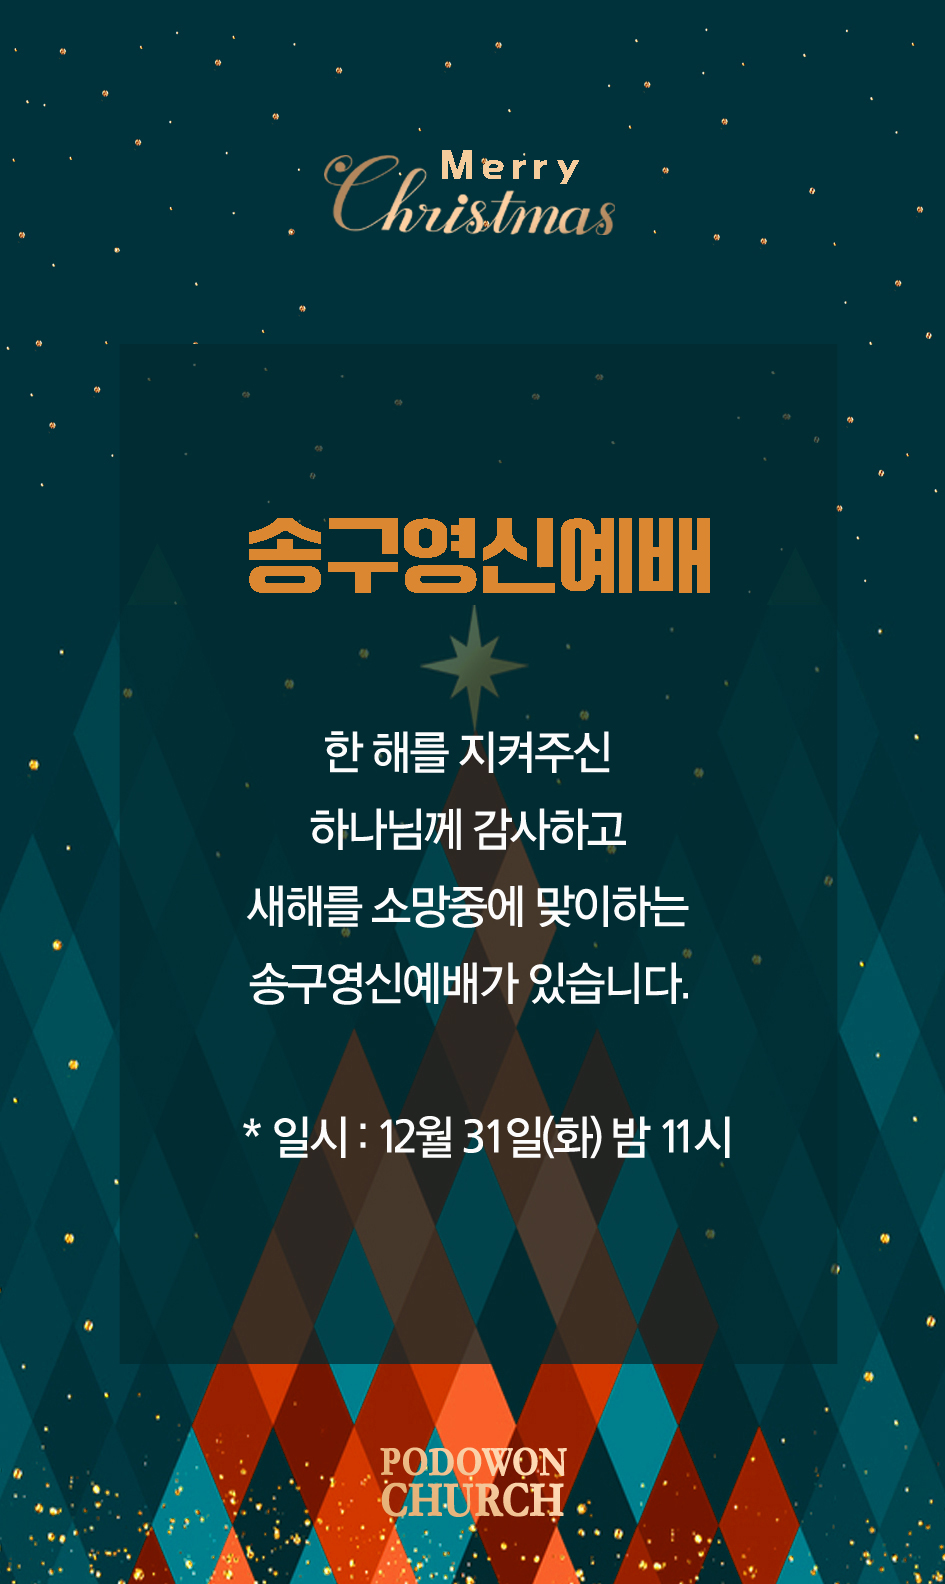 Merry
Christmas
송구영신예배
한 해를 지켜주신
하나님께 감사하고
새해를 소망중에 맞이하는
송구영신예배가 있습니다.
* 일시 : 12월 31일(화) 밤 11시
PODOWON
CHURCH